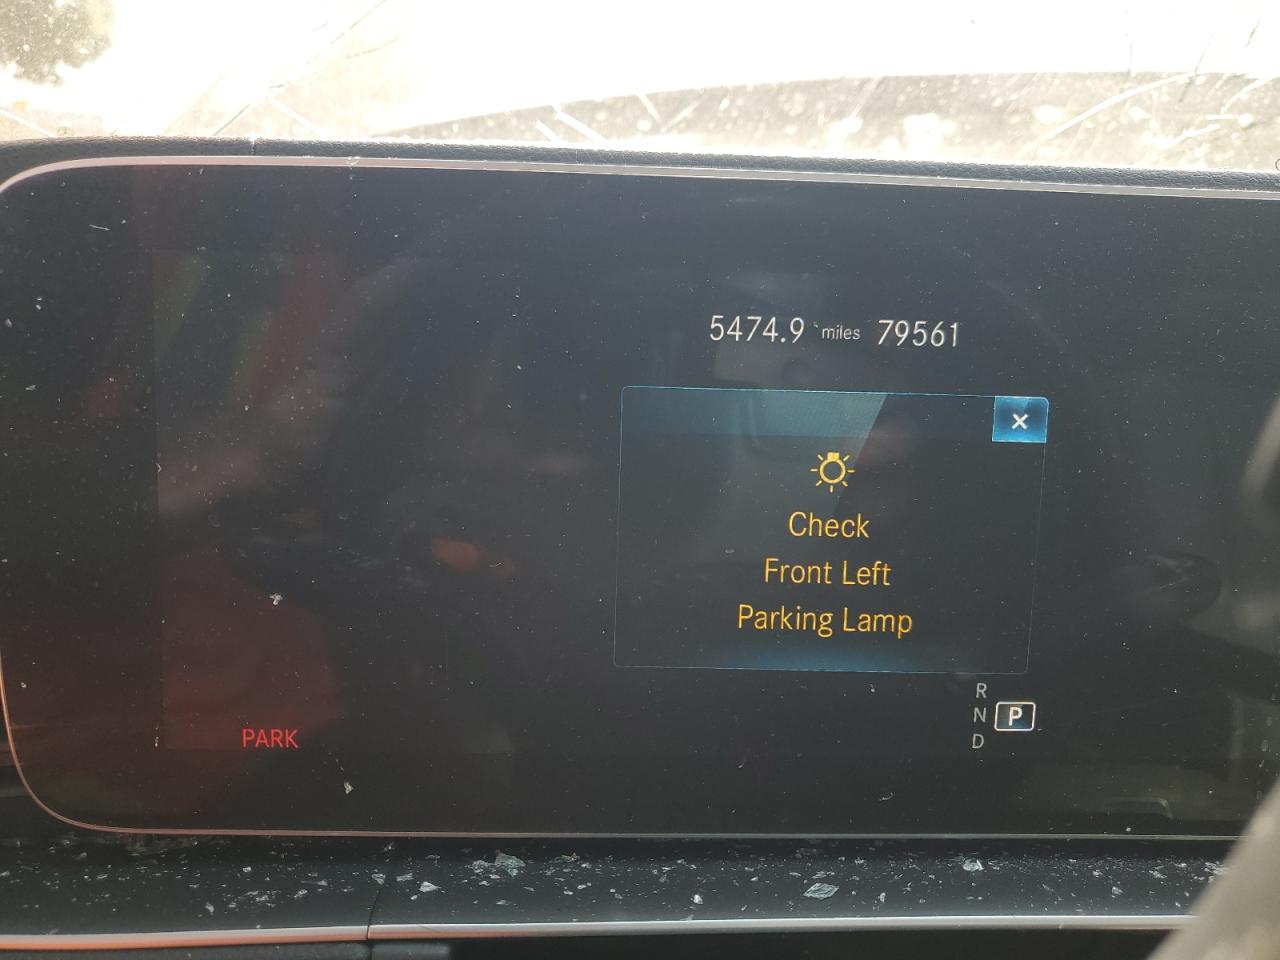 5474.9 miles 79561
×
Check
Front Left
Parking Lamp
R
N P
D
PARK